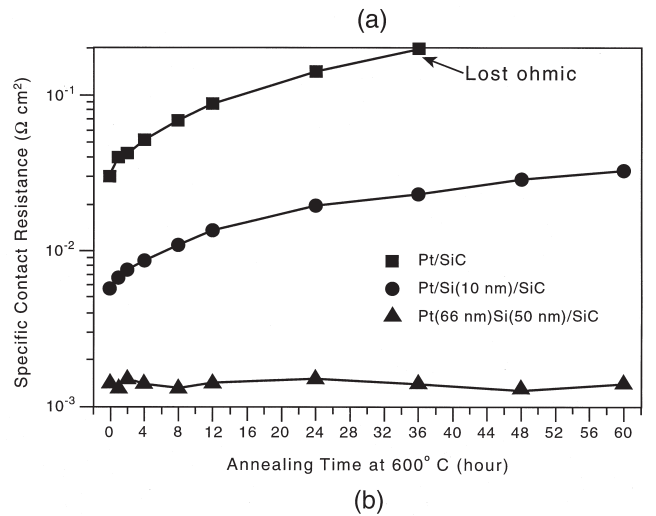 (a)
Lost ohmic
10⁻¹
10⁻²
10⁻³
Specific Contact Resistance (Ω cm²)
Pt/SiC
Pt/Si(10 nm)/SiC
Pt(66 nm)Si(50 nm)/SiC
0 4 8 12 16 20 24 28 32 36 40 44 48 52 56 60
Annealing Time at 600° C (hour)
(b)